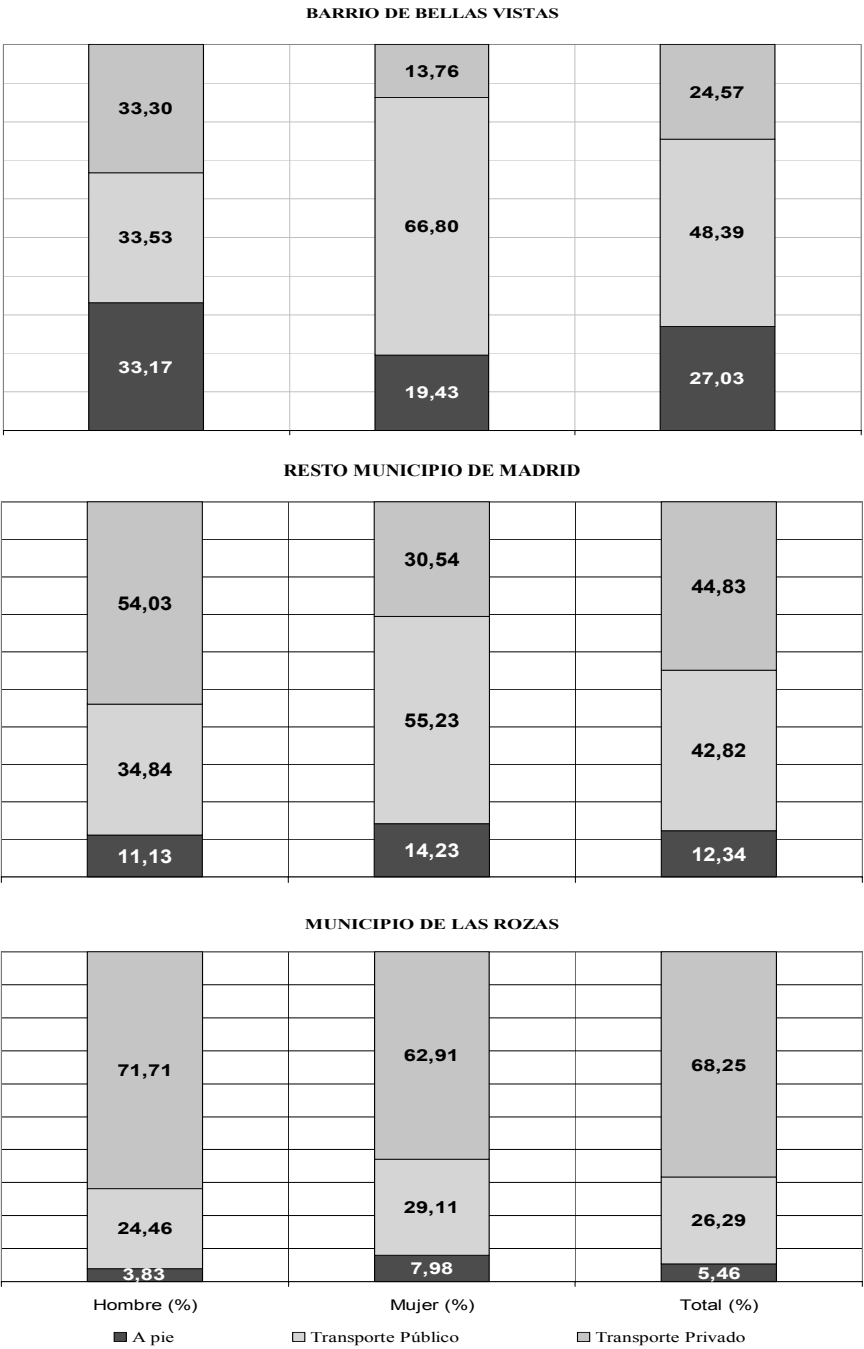 BARRIO DE BELLAS VISTAS
33,30 13,76 24,57
33,53 66,80 48,39
33,17 19,43 27,03
RESTO MUNICIPIO DE MADRID
54,03 30,54 44,83
34,84 55,23 42,82
11,13 14,23 12,34
MUNICIPIO DE LAS ROZAS
71,71 62,91 68,25
24,46 29,11 26,29
3,83 7,98 5,46
Hombre (%) Mujer (%) Total (%)
A pie Transporte Público Transporte Privado